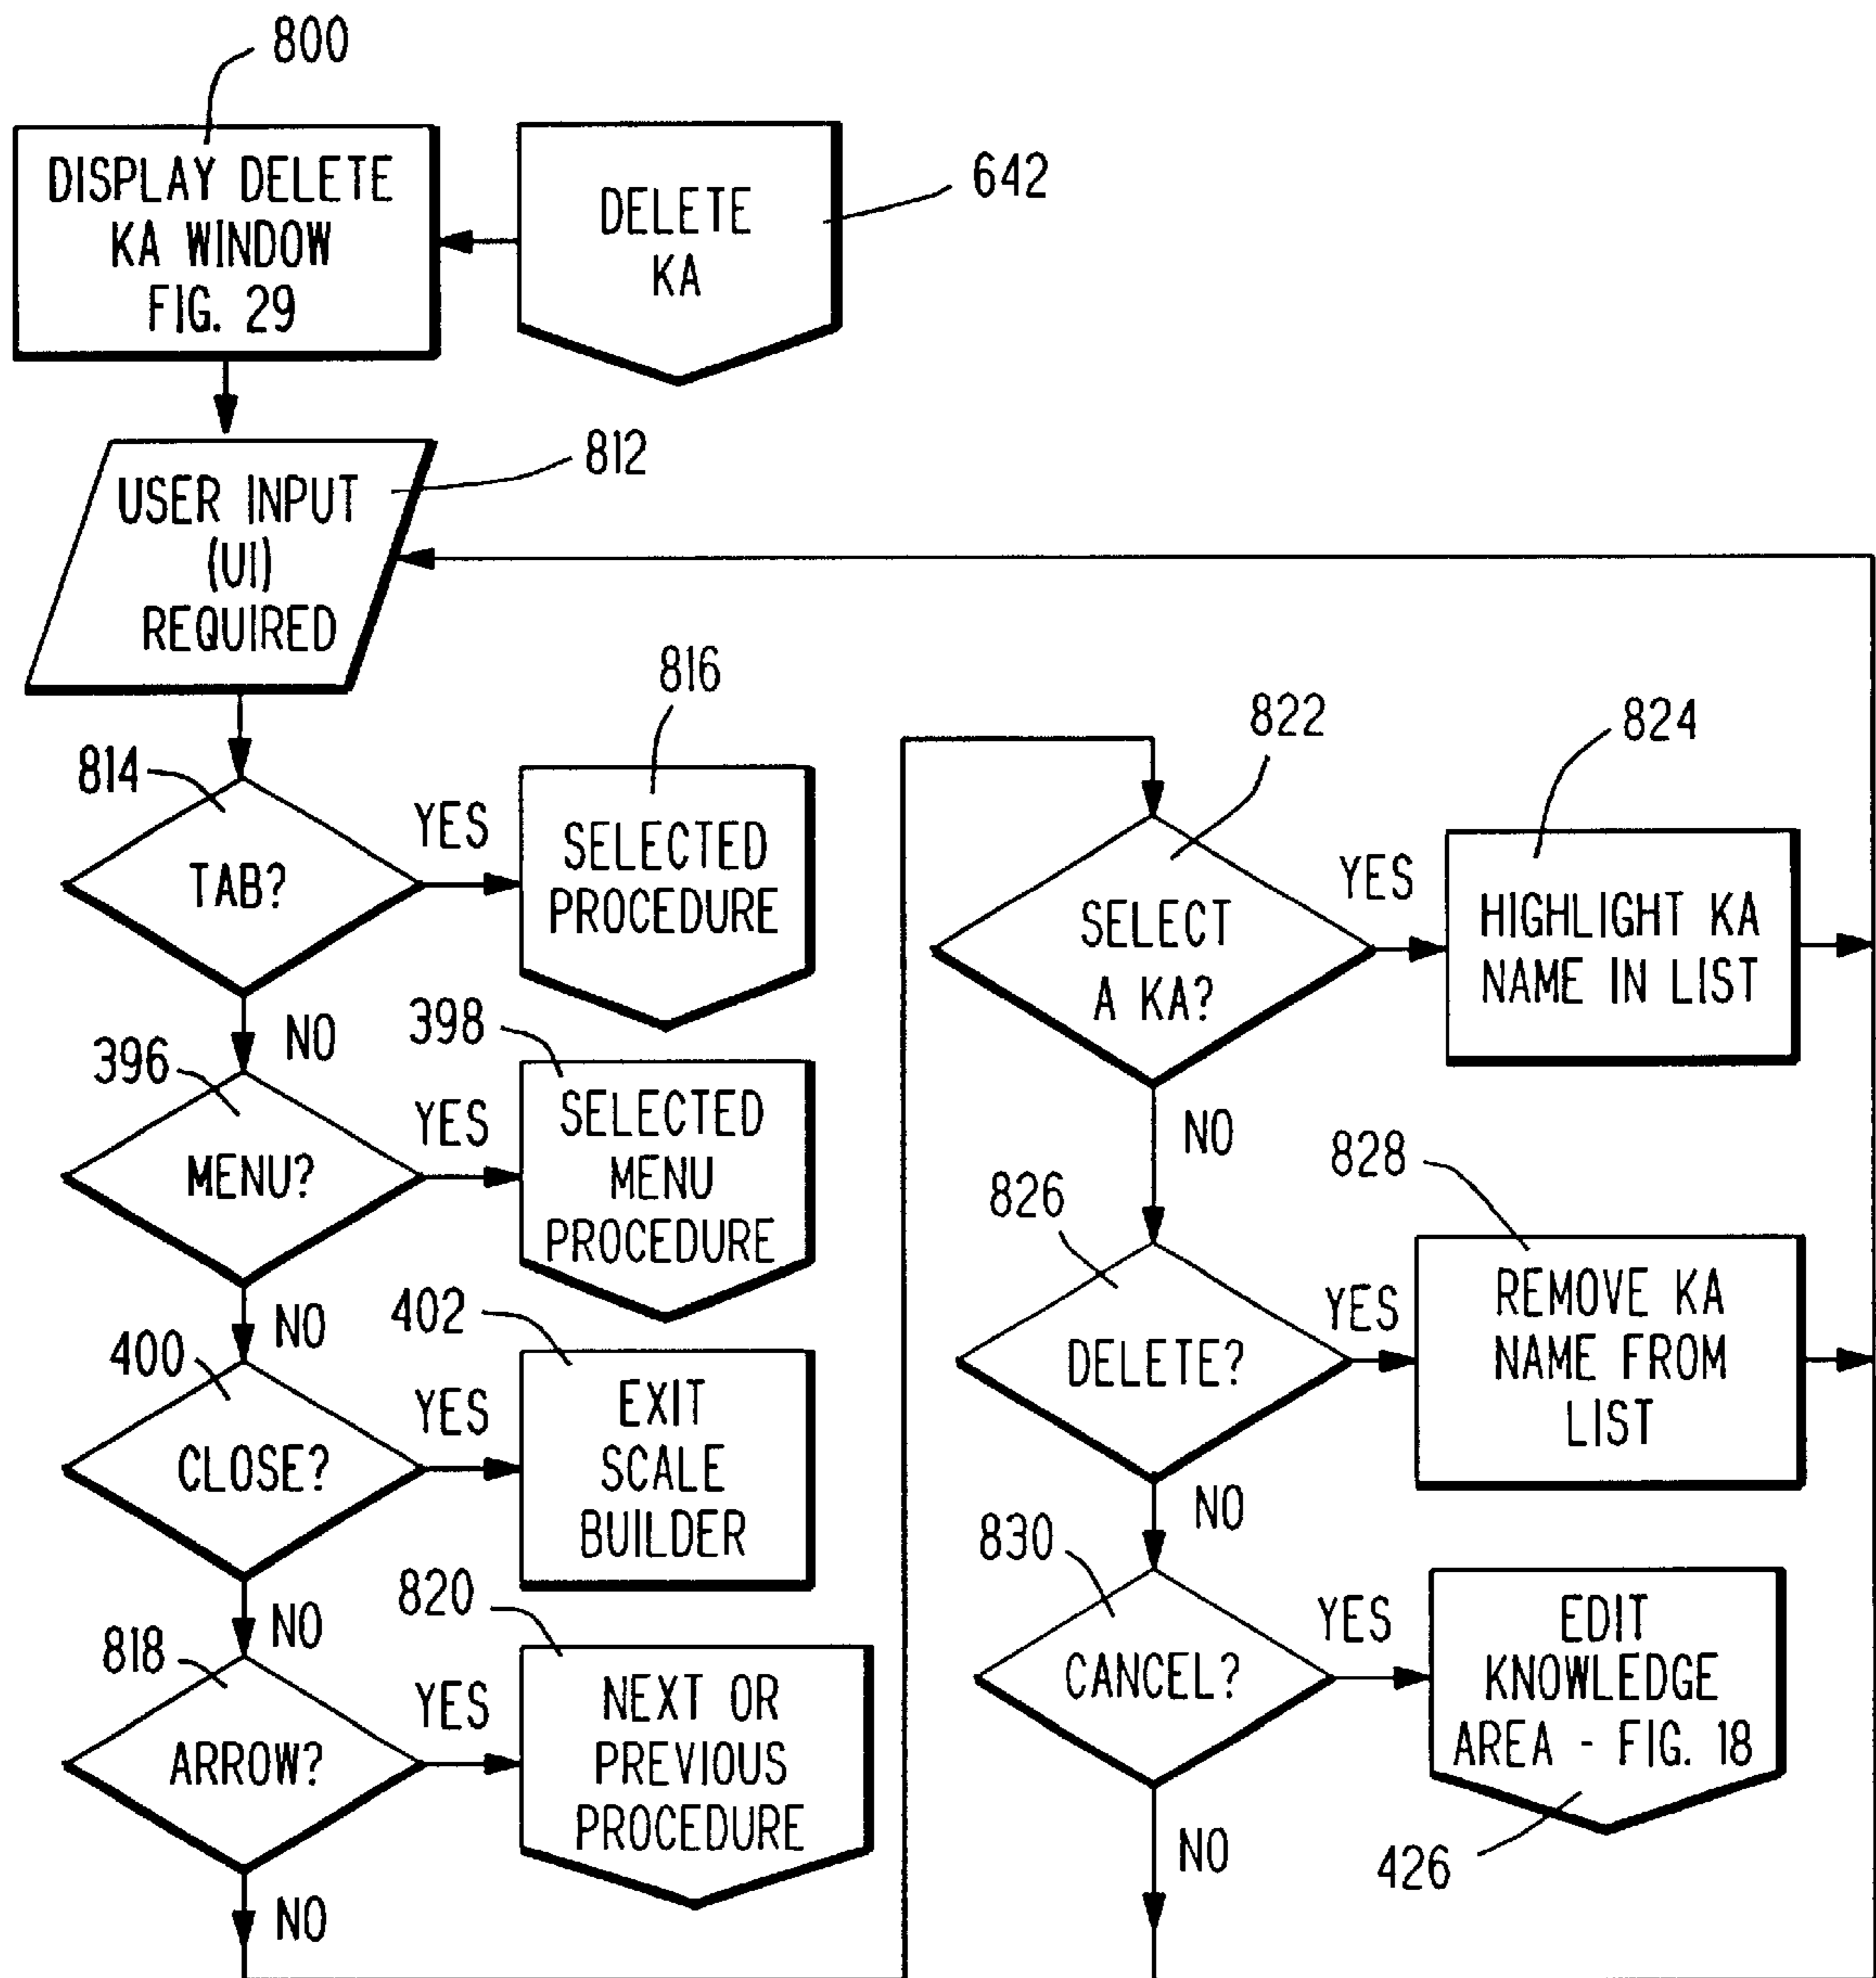 800
DISPLAY DELETE
KA WINDOW
FIG. 29
DELETE
KA
642
USER INPUT
(UI)
REQUIRED
812
814
TAB?
YES
816
SELECTED
PROCEDURE
NO
396
MENU?
YES
398
SELECTED
MENU
PROCEDURE
NO
400
CLOSE?
YES
402
EXIT
SCALE
BUILDER
NO
818
ARROW?
YES
820
NEXT OR
PREVIOUS
PROCEDURE
NO
822
SELECT
A KA?
YES
824
HIGHLIGHT KA
NAME IN LIST
NO
826
DELETE?
YES
828
REMOVE KA
NAME FROM
LIST
NO
830
CANCEL?
YES
EDIT
KNOWLEDGE
AREA - FIG. 18
426
NO